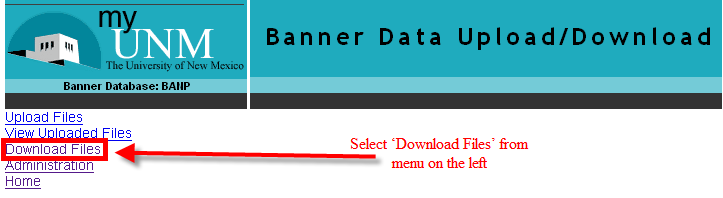 my
UNM
The University of New Mexico
Banner Database: BANP
Banner Data Upload/Download
Upload Files
View Uploaded Files
Download Files
Administration
Home
Select ‘Download Files’ from
menu on the left